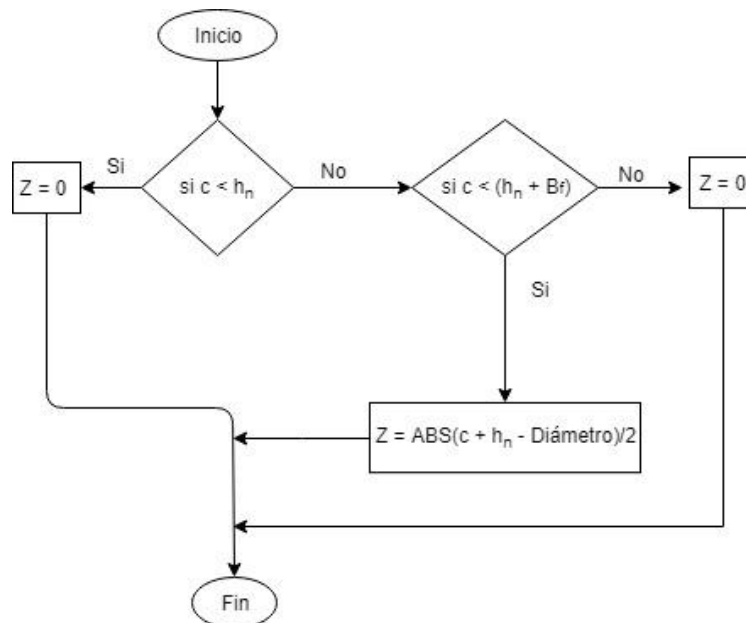 Inicio
Si
No
No
Z = 0
si c < hₙ
si c < (hₙ + Bf)
Z = 0
Si
Z = ABS(c + hₙ - Diámetro)/2
Fin